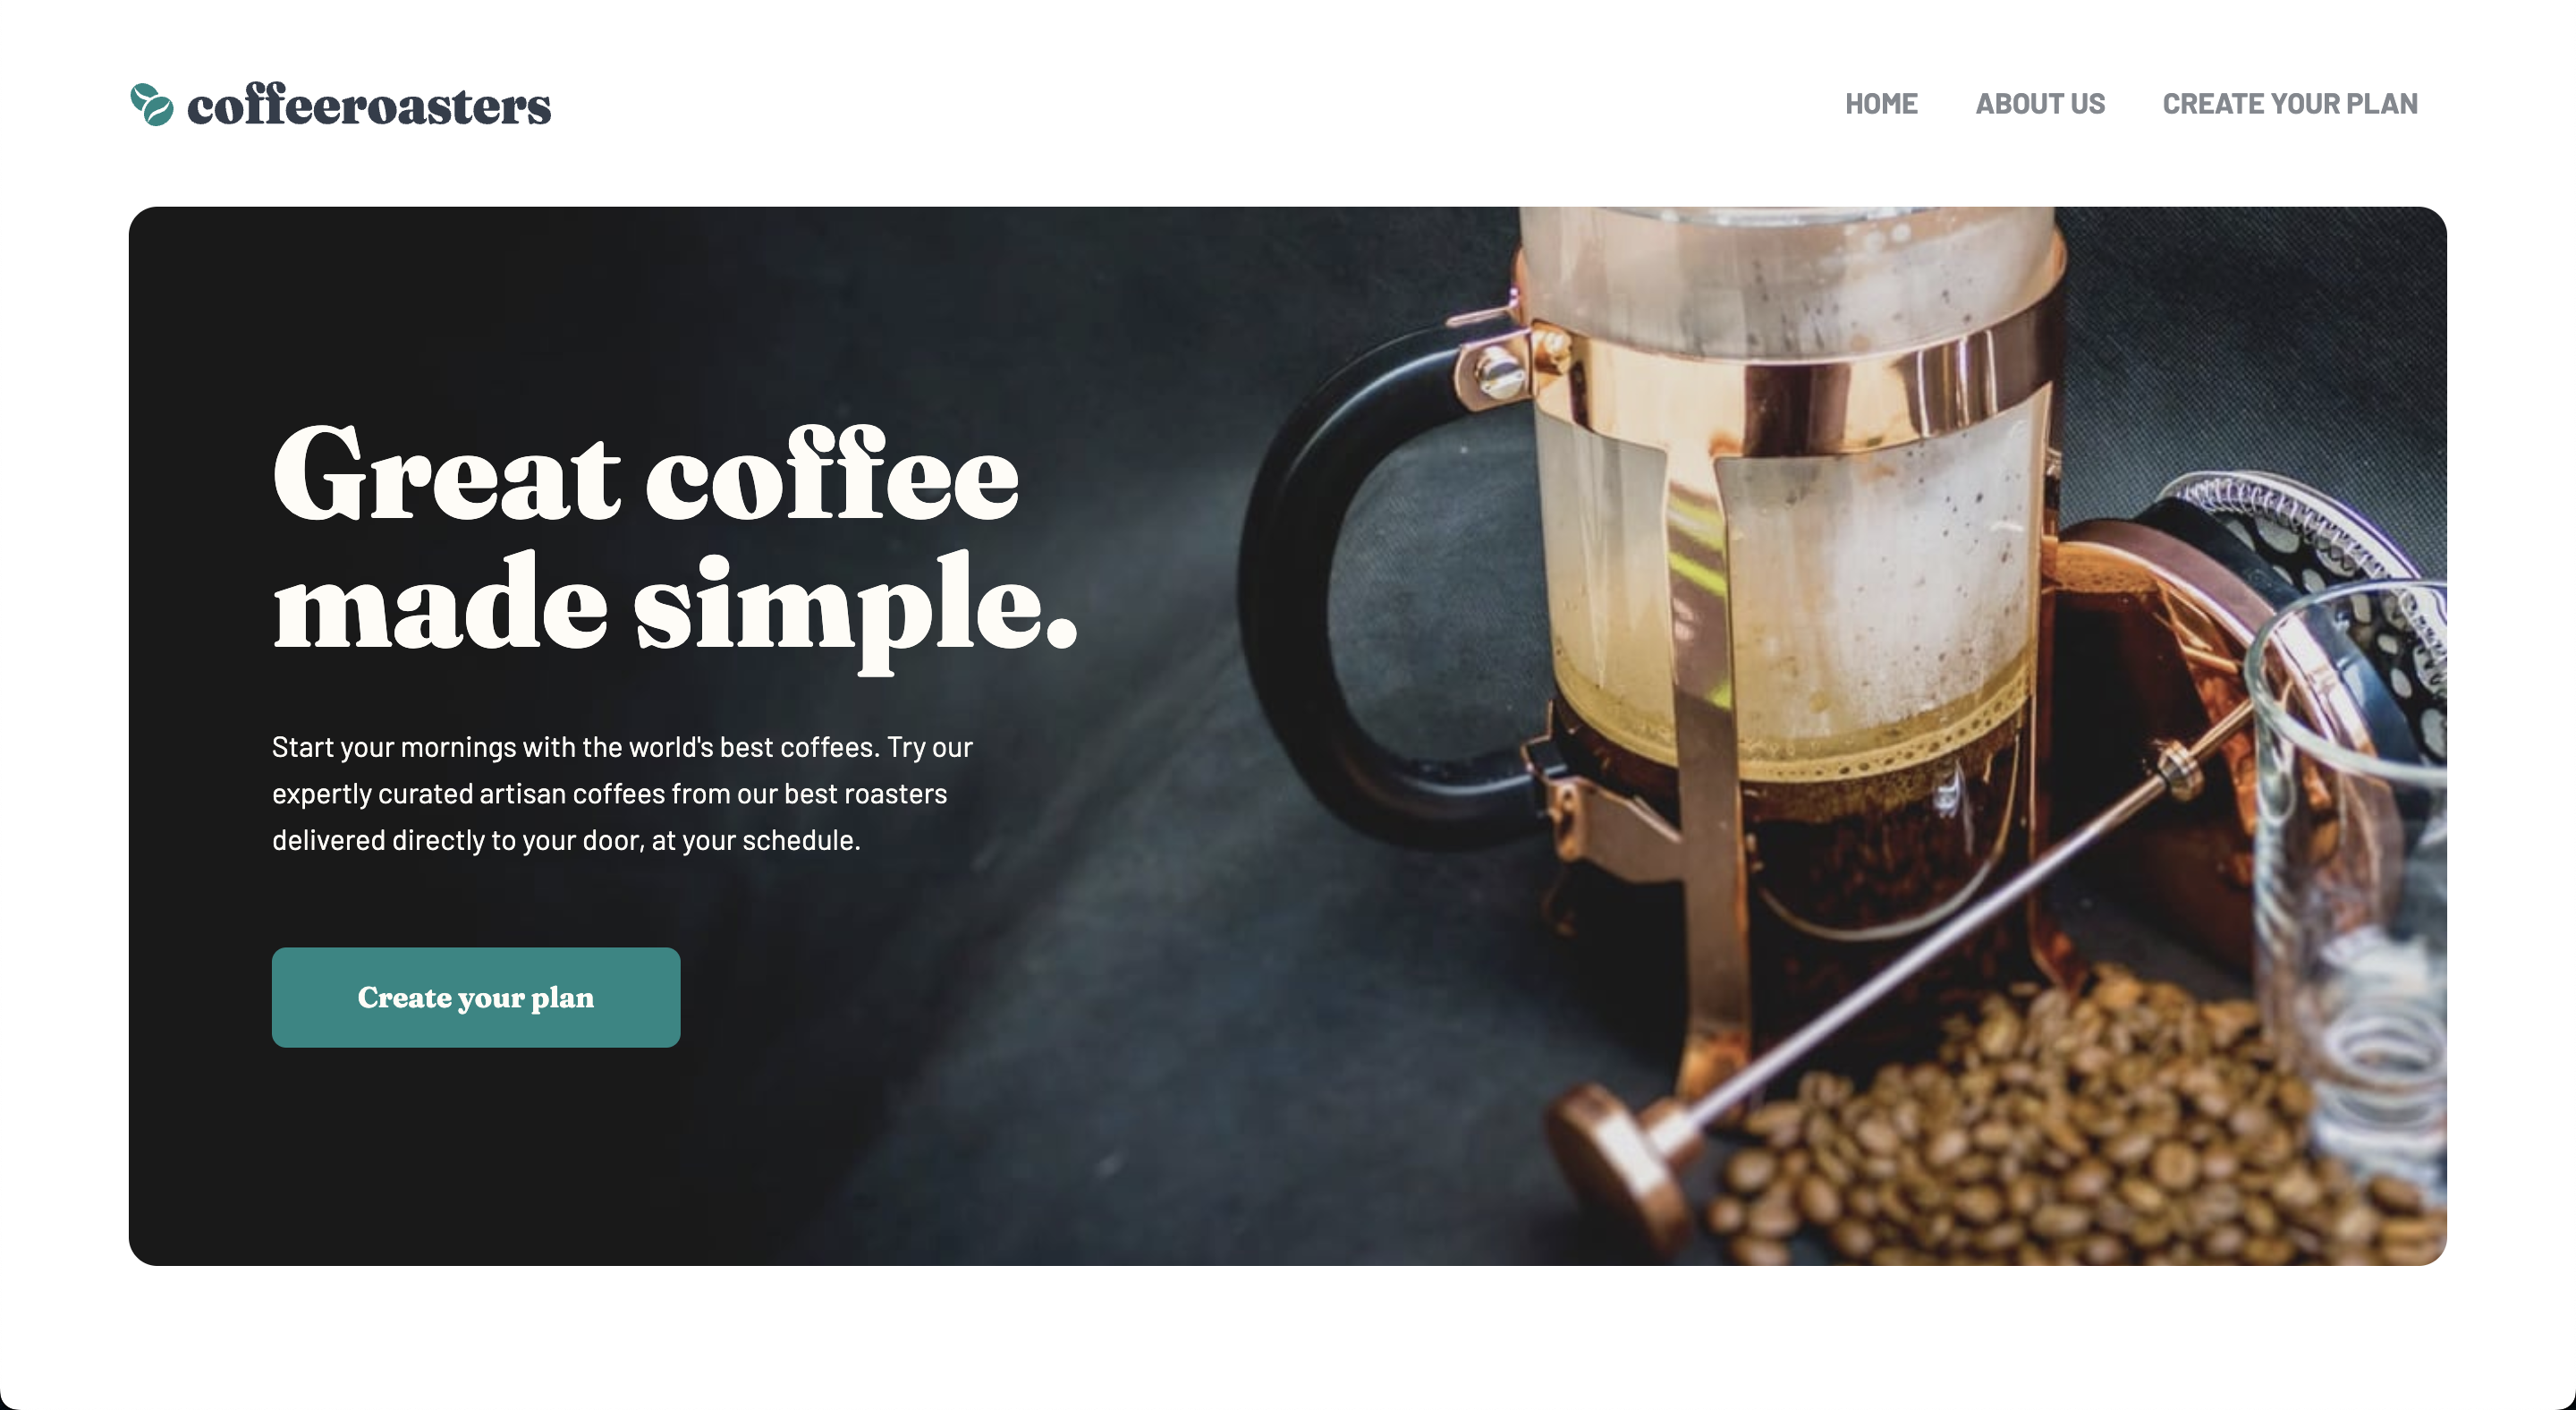 coffeeroasters
HOME ABOUT US CREATE YOUR PLAN
Great coffee
made simple.
Start your mornings with the world's best coffees. Try our
expertly curated artisan coffees from our best roasters
delivered directly to your door, at your schedule.
Create your plan